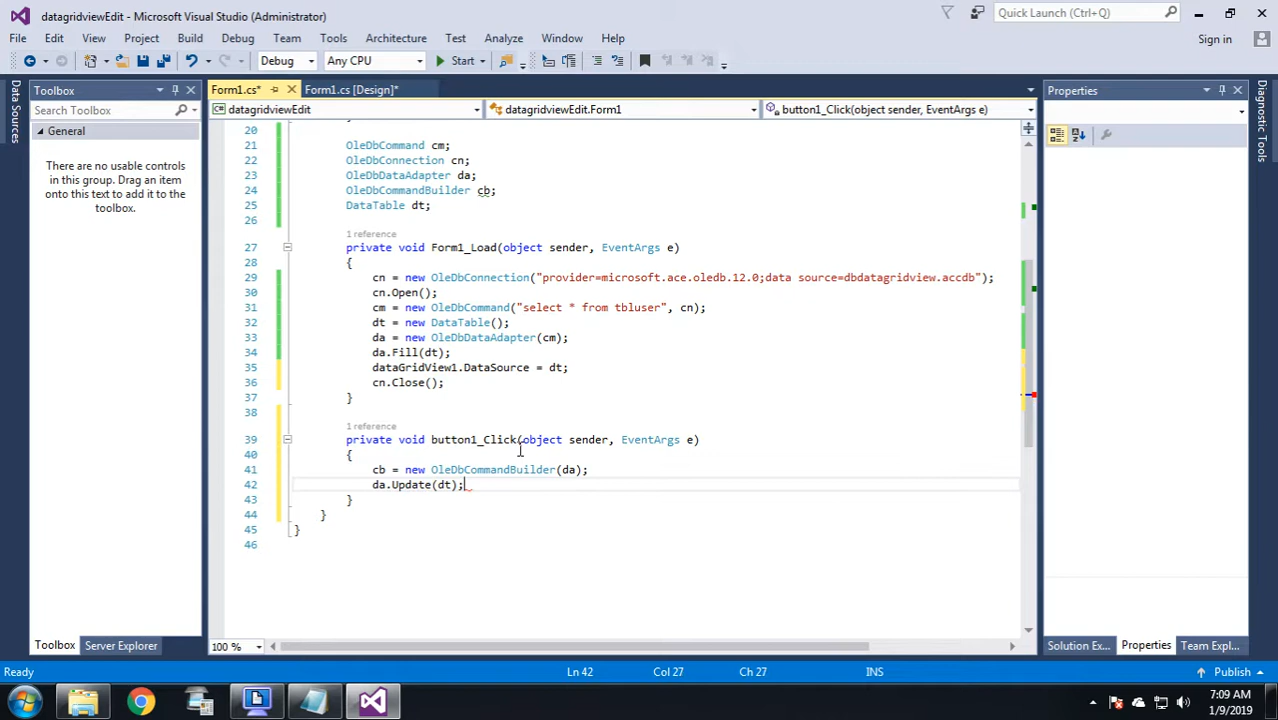 datagridviewEdit - Microsoft Visual Studio (Administrator)
Quick Launch (Ctrl+Q)
File Edit View Project Build Debug Team Tools Architecture Test Analyze Window Help
Sign in
Debug Any CPU Start
Data Sources
Toolbox
Search Toolbox
General
There are no usable controls
in this group. Drag an item
onto this text to add it to the
toolbox.
Toolbox Server Explorer
Form1.cs* Form1.cs [Design]*
datagridviewEdit datagridviewEdit.Form1 button1_Click(object sender, EventArgs e)
20
21 OleDbCommand cm;
22 OleDbConnection cn;
23 OleDbDataAdapter da;
24 OleDbCommandBuilder cb;
25 DataTable dt;
26
1 reference
27 private void Form1_Load(object sender, EventArgs e)
28 {
29 cn = new OleDbConnection("provider=microsoft.ace.oledb.12.0;data source=dbdatagridview.accdb");
30 cn.Open();
31 cm = new OleDbCommand("select * from tbluser", cn);
32 dt = new DataTable();
33 da = new OleDbDataAdapter(cm);
34 da.Fill(dt);
35 dataGridView1.DataSource = dt;
36 cn.Close();
37 }
38
1 reference
39 private void button1_Click(object sender, EventArgs e)
40 {
41 cb = new OleDbCommandBuilder(da);
42 da.Update(dt);
43 }
44 }
45 }
46
100 %
Properties
Solution Ex... Properties Team Expl...
Diagnostic Tools
Ready Ln 42 Col 27 Ch 27 INS Publish
7:09 AM
1/9/2019